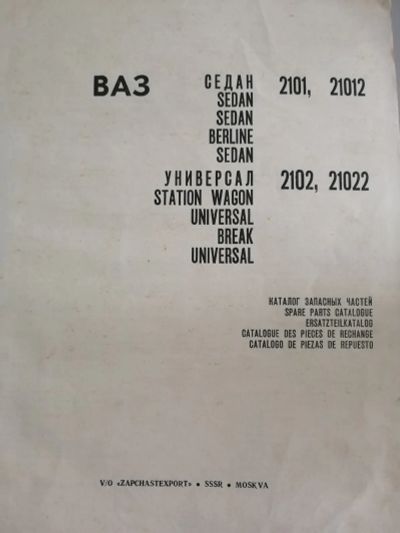 ВАЗ СЕДАН 2101, 21012
SEDAN
SEDAN
BERLINE
SEDAN
УНИВЕРСАЛ 2102, 21022
STATION WAGON
UNIVERSAL
BREAK
UNIVERSAL
КАТАЛОГ ЗАПАСНЫХ ЧАСТЕЙ
SPARE PARTS CATALOGUE
ERSATZTEILKATALOG
CATALOGUE DES PIECES DE RECHANGE
CATALOGO DE PIEZAS DE REPUESTO
V/O «ZAPCHASTEXPORT» • SSSR • MOSKVA